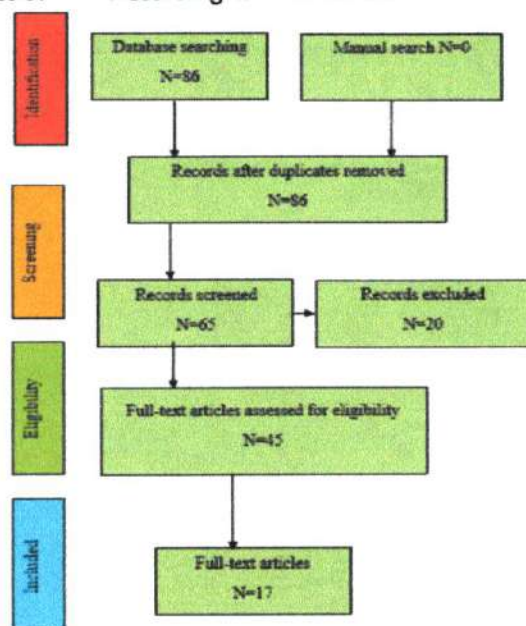 Identification
Database searching
N=86
Manual search N=0
Records after duplicates removed
N=86
Screening
Records screened
N=65
Records excluded
N=20
Eligibility
Full-text articles assessed for eligibility
N=45
Included
Full-text articles
N=17